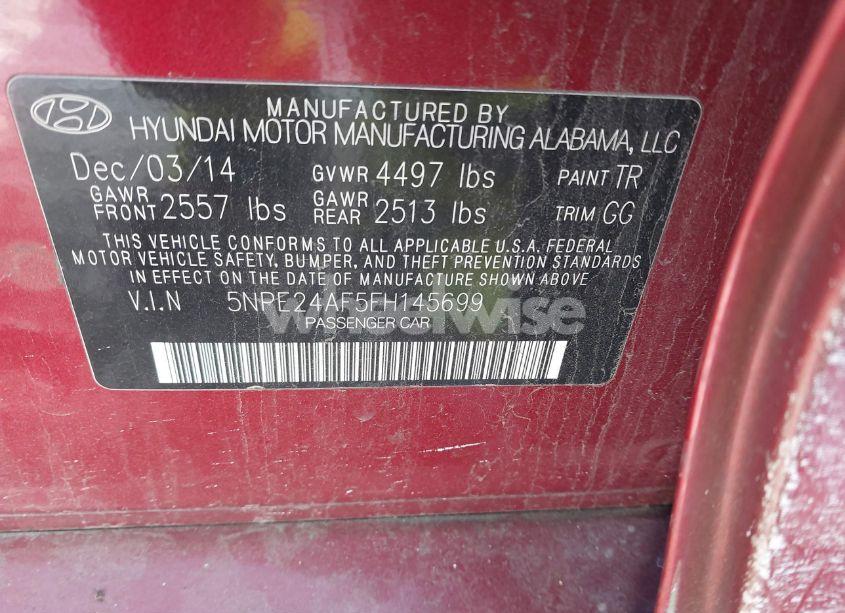 MANUFACTURED BY
HYUNDAI MOTOR MANUFACTURING ALABAMA, LLC
Dec/03/14 GVWR 4497 lbs PAINT TR
GAWR FRONT 2557 lbs GAWR REAR 2513 lbs TRIM GG
THIS VEHICLE CONFORMS TO ALL APPLICABLE U.S.A. FEDERAL
MOTOR VEHICLE SAFETY, BUMPER, AND THEFT PREVENTION STANDARDS
IN EFFECT ON THE DATE OF MANUFACTURE SHOWN ABOVE
V.I.N 5NPE24AF5FH145699
wheelwise
PASSENGER CAR